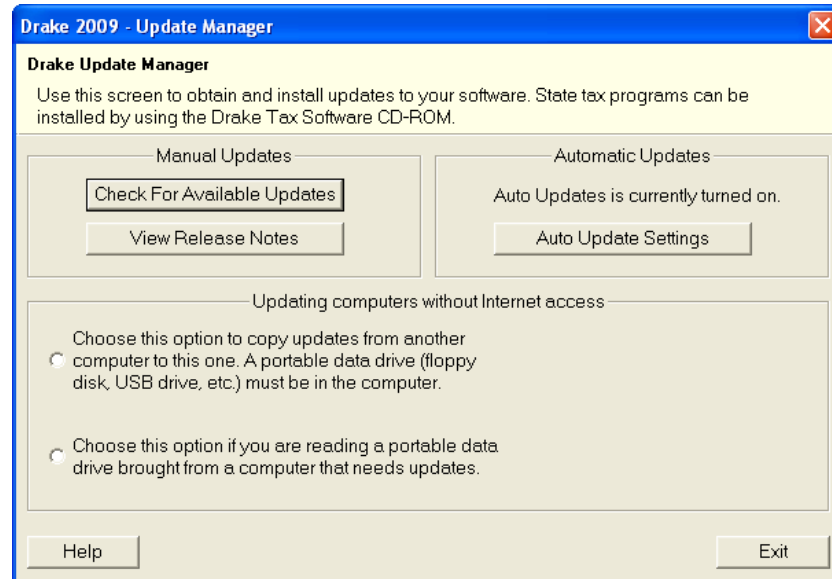 Drake 2009 - Update Manager
Drake Update Manager
Use this screen to obtain and install updates to your software. State tax programs can be
installed by using the Drake Tax Software CD-ROM.
Manual Updates
Check For Available Updates
View Release Notes
Automatic Updates
Auto Updates is currently turned on.
Auto Update Settings
Updating computers without Internet access
Choose this option to copy updates from another
computer to this one. A portable data drive (floppy
disk, USB drive, etc.) must be in the computer.
Choose this option if you are reading a portable data
drive brought from a computer that needs updates.
Help
Exit